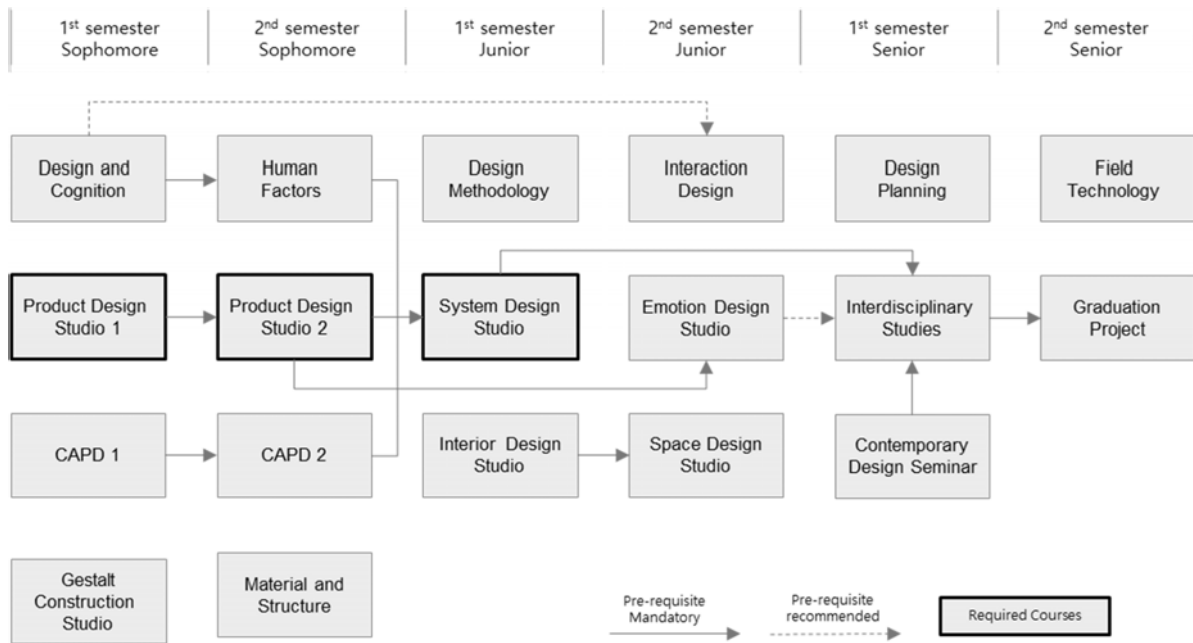 1st semester
Sophomore
2nd semester
Sophomore
1st semester
Junior
2nd semester
Junior
1st semester
Senior
2nd semester
Senior
Design and
Cognition
Human
Factors
Design
Methodology
Interaction
Design
Design
Planning
Field
Technology
Product Design
Studio 1
Product Design
Studio 2
System Design
Studio
Emotion Design
Studio
Interdisciplinary
Studies
Graduation
Project
CAPD 1
CAPD 2
Interior Design
Studio
Space Design
Studio
Contemporary
Design Seminar
Gestalt
Construction
Studio
Material and
Structure
Pre-requisite
Mandatory
Pre-requisite
recommended
Required Courses